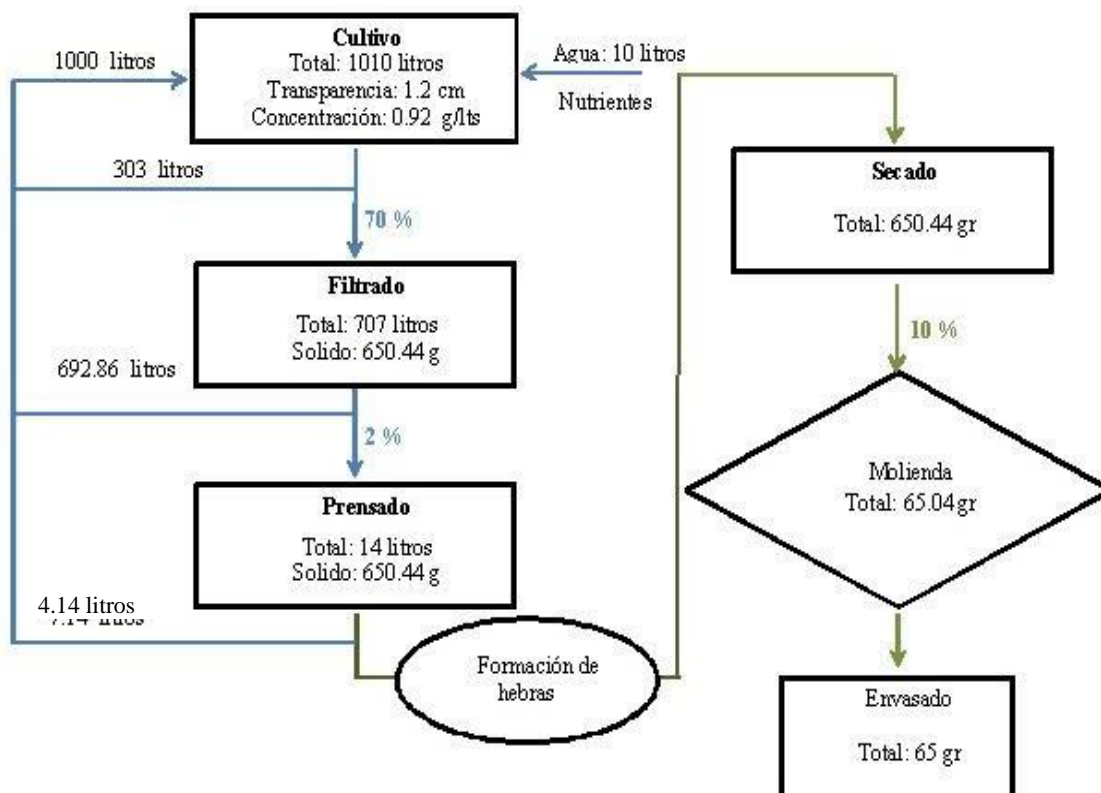 Cultivo
Total: 1010 litros
Transparencia: 1.2 cm
Concentración: 0.92 g/lts
1000 litros
Agua: 10 litros
Nutrientes
303 litros
70 %
Filtrado
Total: 707 litros
Solido: 650.44 g
692.86 litros
2 %
Prensado
Total: 14 litros
Solido: 650.44 g
4.14 litros
Formación de
hebras
Secado
Total: 650.44 gr
10 %
Molienda
Total: 65.04 gr
Envasado
Total: 65 gr